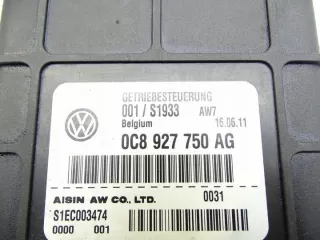 GETRIEBESTEUERUNG
001/S1933 AW7
Belgium 16.06.11
0C8 927 750 AG
AISIN AW CO., LTD. 0031
S1EC003474
0000 001